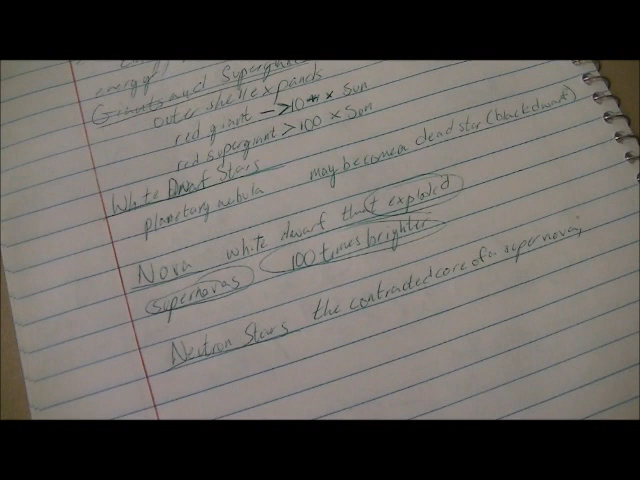 energy)
Giants and Supergiants
outer shell expands
red giant - >10 x Sun
red supergiant > 100 x Sun
White Dwarf Stars
planetary nebula may become a dead star (black dwarf)
Nova white dwarf that exploded
supernovas 100 times brighter
Neutron Stars the contracted core of a supernova,